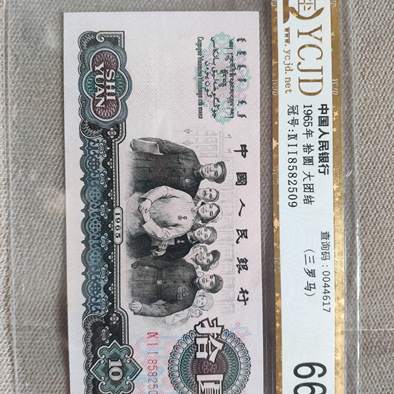 YCJD
www.ycjd.net
中国人民银行
1965年 拾圆 大团结
冠号:ⅨII8582509
查询码:0044617
(三罗马)
66
中國人民銀行
拾圓
SHI YUAN
1965
10